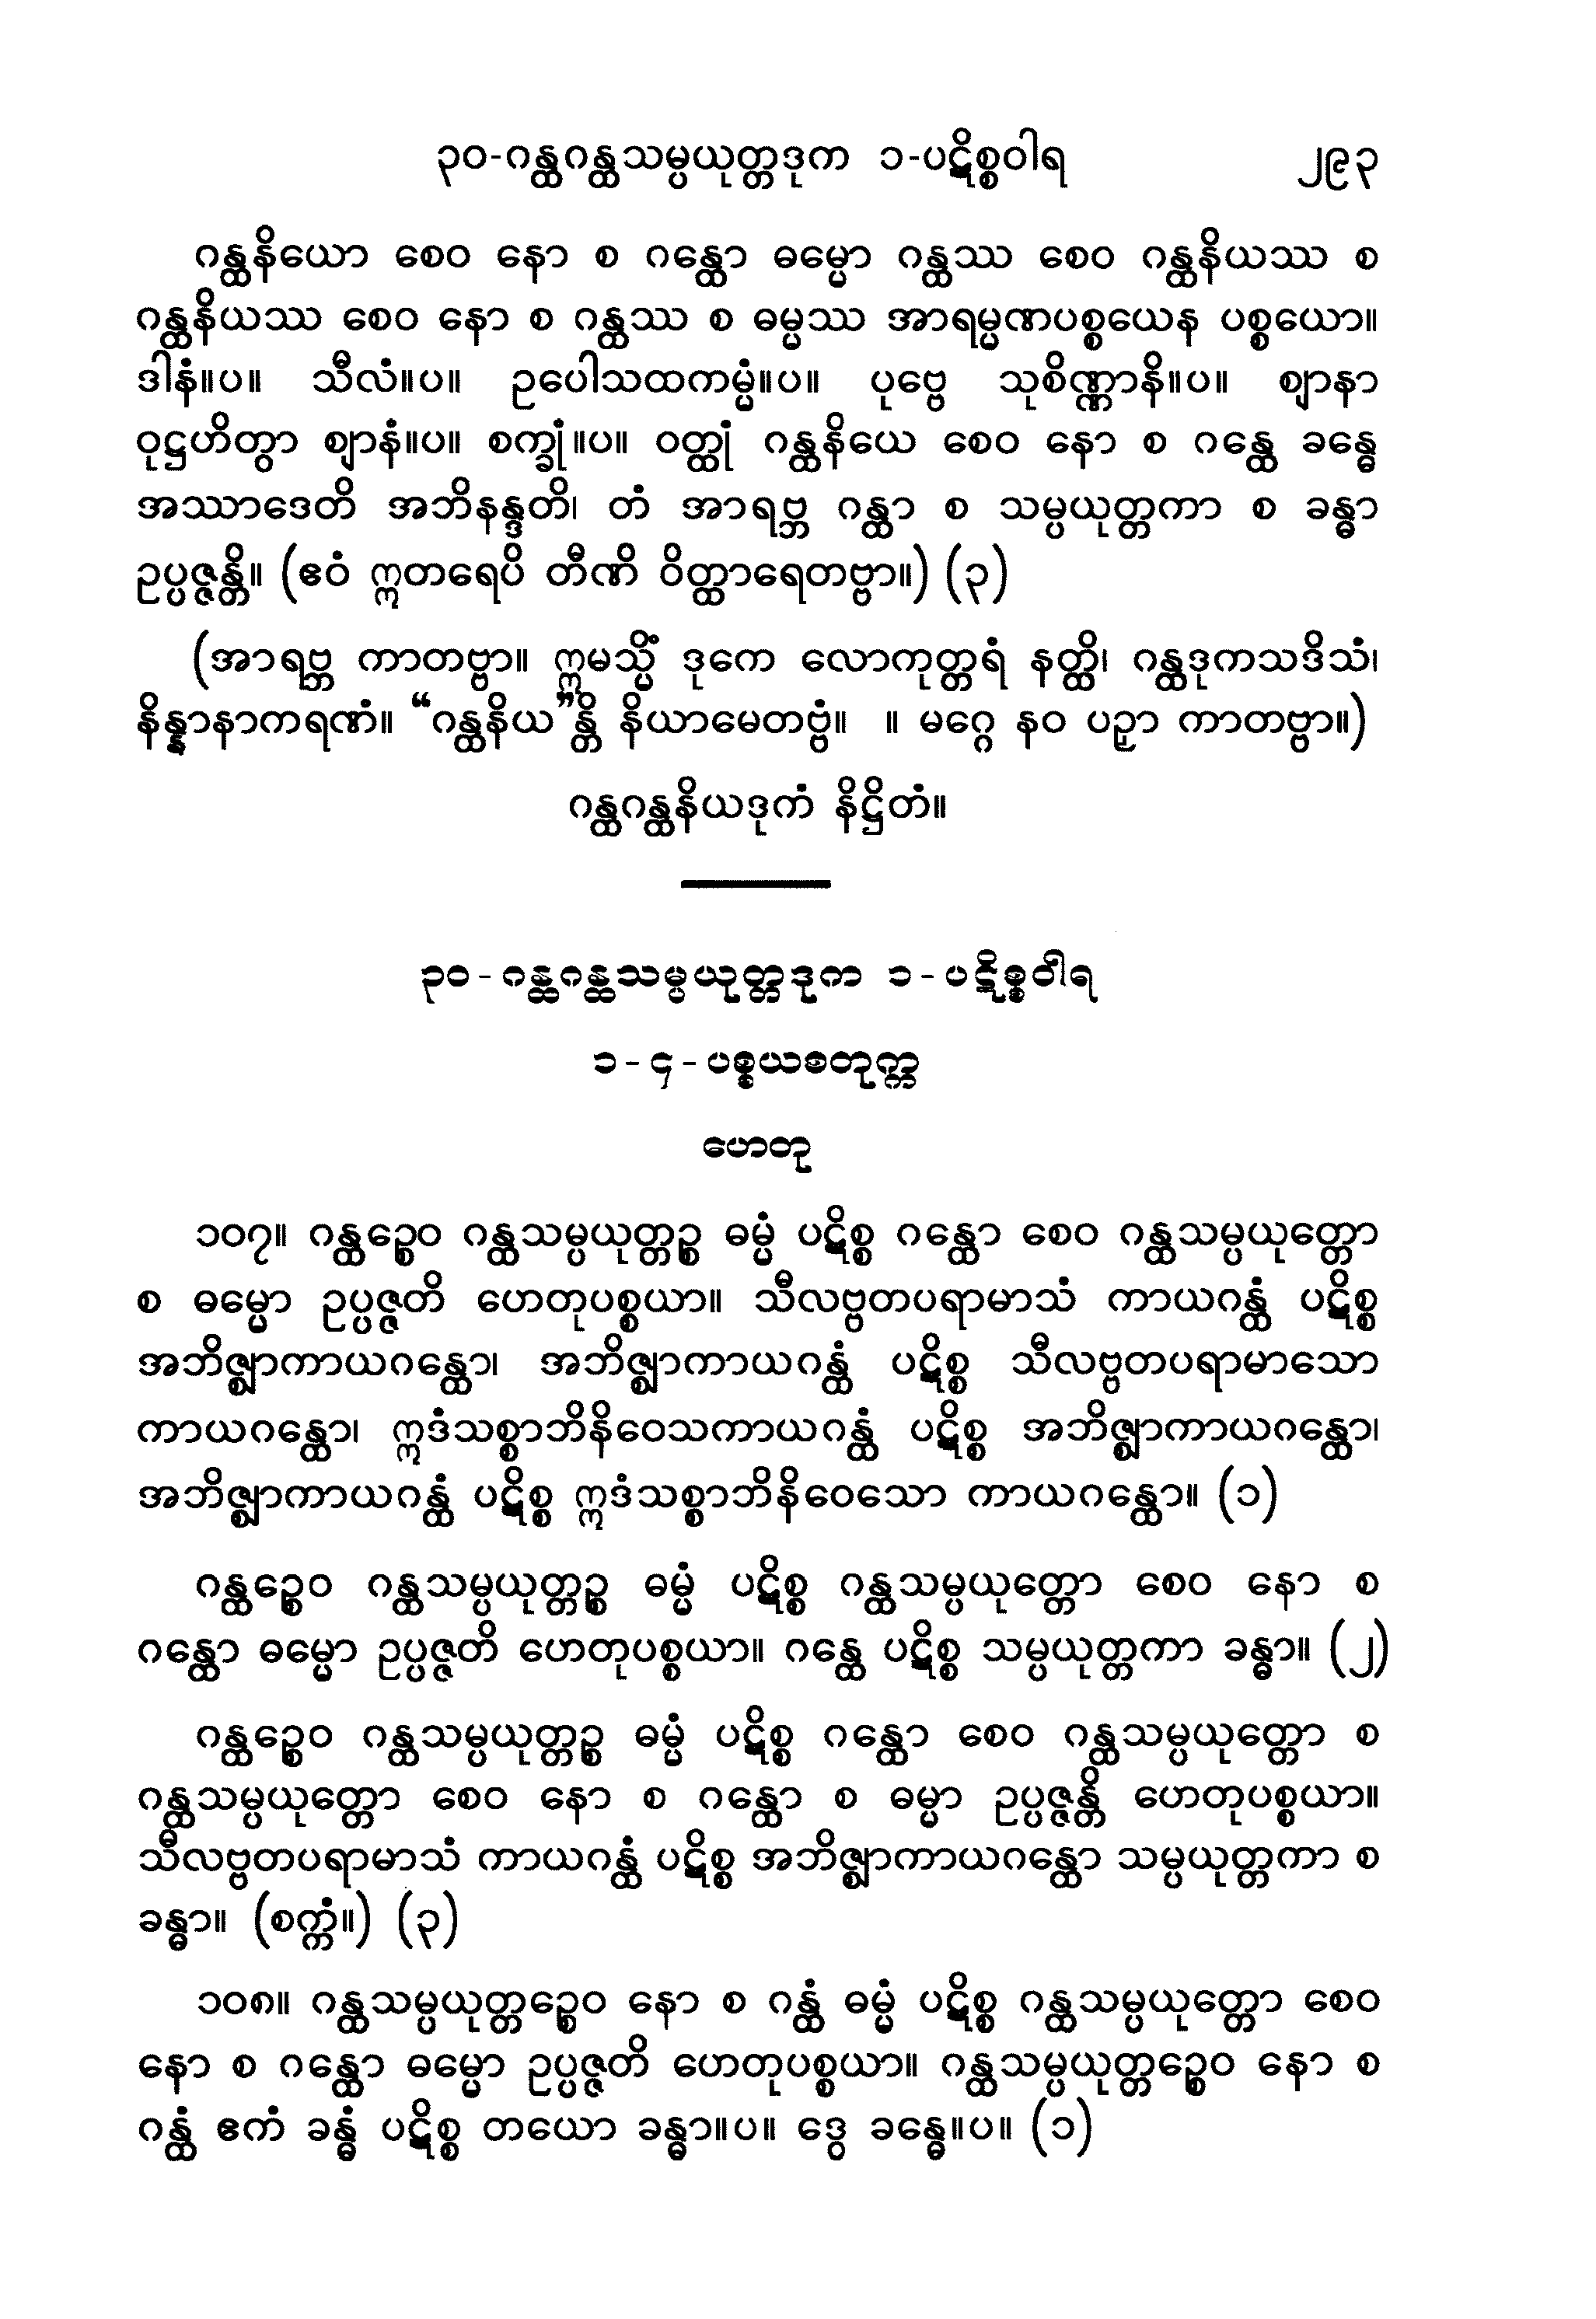 ၃၀-ဂန္ထဂန္ထသမ္ပယုတ္တဒုက ၁-ပဋိစ္စဝါရ ၂၉၃
ဂန္ထနိယော စေဝ နော စ ဂန္ထော ဓမ္မော ဂန္ထဿ စေဝ ဂန္ထနိယဿ စ
ဂန္ထနိယဿ စေဝ နော စ ဂန္ထဿ စ ဓမ္မဿ အာရမ္မဏပစ္စယေန ပစ္စယော။
ဒါနံ။ပ။ သီလံ။ပ။ ဥပေါသထကမ္မံ။ပ။ ပုဗ္ဗေ သုစိဏ္ဏာနိ။ပ။ ဈာနာ
ဝုဋ္ဌဟိတွာ ဈာနံ။ပ။ စက္ခုံ။ပ။ ဝတ္ထုံ ဂန္ထနိယေ စေဝ နော စ ဂန္ထေ ခန္ဓေ
အဿာဒေတိ အဘိနန္ဒတိ၊ တံ အာရဗ္ဘ ဂန္ထာ စ သမ္ပယုတ္တကာ စ ခန္ဓာ
ဥပ္ပဇ္ဇန္တိ။ (ဧဝံ ဣတရေပိ တီဏိ ဝိတ္ထာရေတဗ္ဗာ။) (၃)
(အာရဗ္ဘ ကာတဗ္ဗာ။ ဣမသ္မိံ ဒုကေ လောကုတ္တရံ နတ္ထိ၊ ဂန္ထဒုကသဒိသံ၊
နိန္နာနာကရဏံ။ “ဂန္ထနိယ”န္တိ နိယာမေတဗ္ဗံ။ ။ မဂ္ဂေ နဝ ပဉှာ ကာတဗ္ဗာ။)
ဂန္ထဂန္ထနိယဒုကံ နိဋ္ဌိတံ။
၃၀-ဂန္ထဂန္ထသမ္ပယုတ္တဒုက ၁-ပဋိစ္စဝါရ
၁-၄-ပစ္စယစတုက္က
ဟေတု
၁၀၇။ ဂန္ထဉ္စေဝ ဂန္ထသမ္ပယုတ္တဉ္စ ဓမ္မံ ပဋိစ္စ ဂန္ထော စေဝ ဂန္ထသမ္ပယုတ္တော
စ ဓမ္မော ဥပ္ပဇ္ဇတိ ဟေတုပစ္စယာ။ သီလဗ္ဗတပရာမာသံ ကာယဂန္ထံ ပဋိစ္စ
အဘိဇ္ဈာကာယဂန္ထော၊ အဘိဇ္ဈာကာယဂန္ထံ ပဋိစ္စ သီလဗ္ဗတပရာမာသော
ကာယဂန္ထော၊ ဣဒံသစ္စာဘိနိဝေသကာယဂန္ထံ ပဋိစ္စ အဘိဇ္ဈာကာယဂန္ထော၊
အဘိဇ္ဈာကာယဂန္ထံ ပဋိစ္စ ဣဒံသစ္စာဘိနိဝေသော ကာယဂန္ထော။ (၁)
ဂန္ထဉ္စေဝ ဂန္ထသမ္ပယုတ္တဉ္စ ဓမ္မံ ပဋိစ္စ ဂန္ထသမ္ပယုတ္တော စေဝ နော စ
ဂန္ထော ဓမ္မော ဥပ္ပဇ္ဇတိ ဟေတုပစ္စယာ။ ဂန္ထေ ပဋိစ္စ သမ္ပယုတ္တကာ ခန္ဓာ။ (၂)
ဂန္ထဉ္စေဝ ဂန္ထသမ္ပယုတ္တဉ္စ ဓမ္မံ ပဋိစ္စ ဂန္ထော စေဝ ဂန္ထသမ္ပယုတ္တော စ
ဂန္ထသမ္ပယုတ္တော စေဝ နော စ ဂန္ထော စ ဓမ္မာ ဥပ္ပဇ္ဇန္တိ ဟေတုပစ္စယာ။
သီလဗ္ဗတပရာမာသံ ကာယဂန္ထံ ပဋိစ္စ အဘိဇ္ဈာကာယဂန္ထော သမ္ပယုတ္တကာ စ
ခန္ဓာ။ (စက္ကံ။) (၃)
၁၀၈။ ဂန္ထသမ္ပယုတ္တဉ္စေဝ နော စ ဂန္ထံ ဓမ္မံ ပဋိစ္စ ဂန္ထသမ္ပယုတ္တော စေဝ
နော စ ဂန္ထော ဓမ္မော ဥပ္ပဇ္ဇတိ ဟေတုပစ္စယာ။ ဂန္ထသမ္ပယုတ္တဉ္စေဝ နော စ
ဂန္ထံ ဧကံ ခန္ဓံ ပဋိစ္စ တယော ခန္ဓာ။ပ။ ဒွေ ခန္ဓေ။ပ။ (၁)